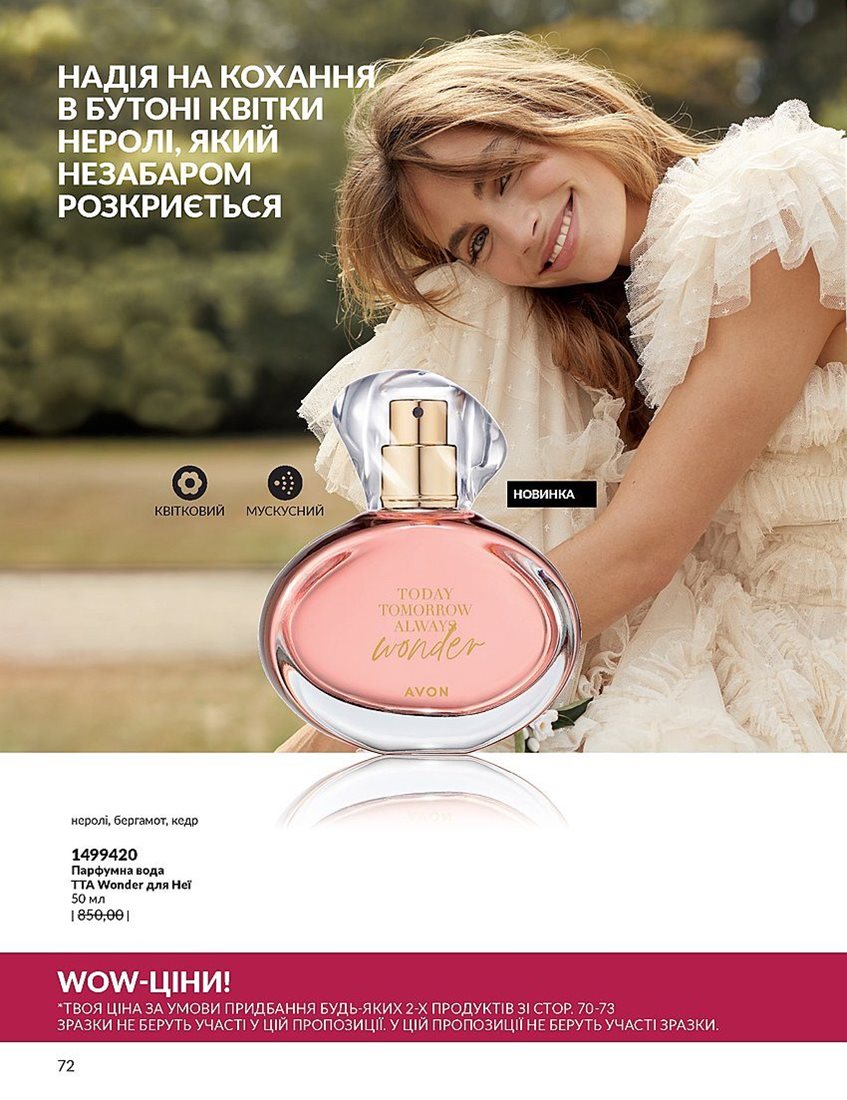 НАДІЯ НА КОХАННЯ
В БУТОНІ КВІТКИ
НЕРОЛІ, ЯКИЙ
НЕЗАБАРОМ
РОЗКРИЄТЬСЯ
КВІТКОВИЙ
МУСКУСНИЙ
НОВИНКА
TODAY
TOMORROW
ALWAYS
wonder
AVON
AVON
неролі, бергамот, кедр
1499420
Парфумна вода
TTA Wonder для Неї
50 мл
| 850,00 |
WOW-ЦІНИ!
*ТВОЯ ЦІНА ЗА УМОВИ ПРИДБАННЯ БУДЬ-ЯКИХ 2-Х ПРОДУКТІВ ЗІ СТОР. 70-73
ЗРАЗКИ НЕ БЕРУТЬ УЧАСТІ У ЦІЙ ПРОПОЗИЦІЇ. У ЦІЙ ПРОПОЗИЦІЇ НЕ БЕРУТЬ УЧАСТІ ЗРАЗКИ.
72